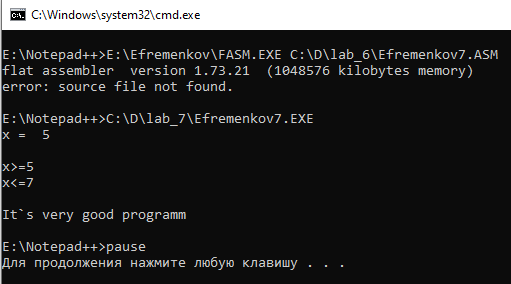 C:\Windows\system32\cmd.exe
E:\Notepad++>E:\Efremenkov\FASM.EXE C:\D\lab_6\Efremenkov7.ASM
flat assembler  version 1.73.21  (1048576 kilobytes memory)
error: source file not found.
E:\Notepad++>C:\D\lab_7\Efremenkov7.EXE
x =  5
x>=5
x<=7
It`s very good programm
E:\Notepad++>pause
Для продолжения нажмите любую клавишу . . .